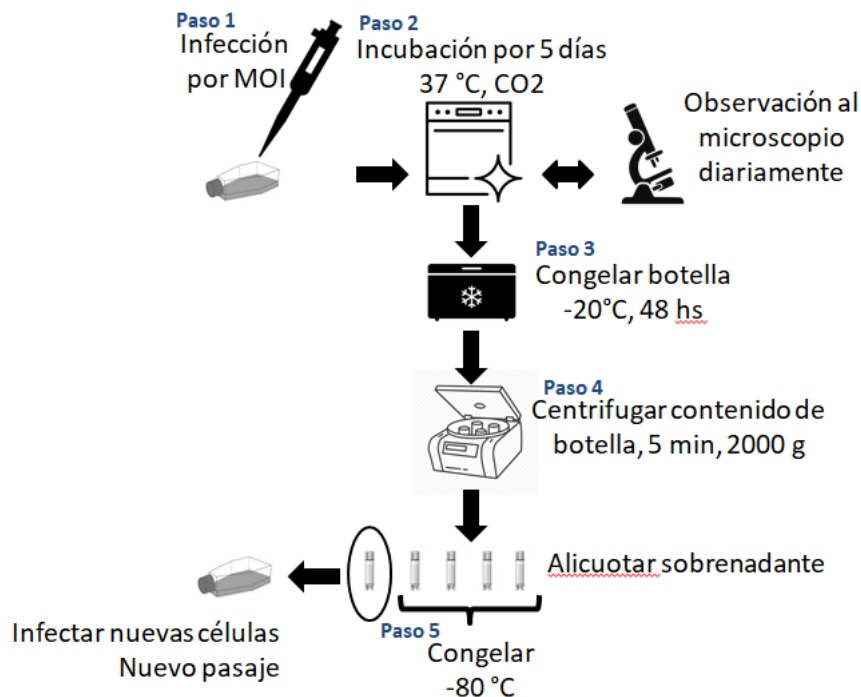 Paso 1
Infección
por MOI
Paso 2
Incubación por 5 días
37 °C, CO2
Observación al
microscopio
diariamente
Paso 3
Congelar botella
-20°C, 48 hs
Paso 4
Centrifugar contenido de
botella, 5 min, 2000 g
Alicuotar sobrenadante
Infectar nuevas células
Nuevo pasaje
Paso 5
Congelar
-80 °C